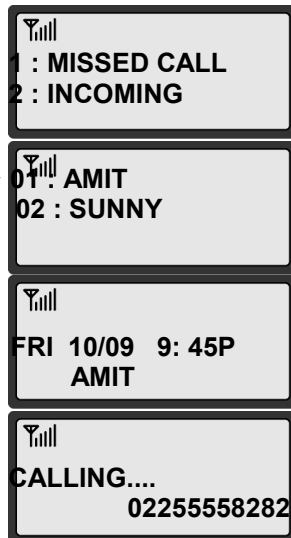 1 : MISSED CALL
2 : INCOMING
01 : AMIT
02 : SUNNY
FRI 10/09 9: 45P
AMIT
CALLING....
02255558282